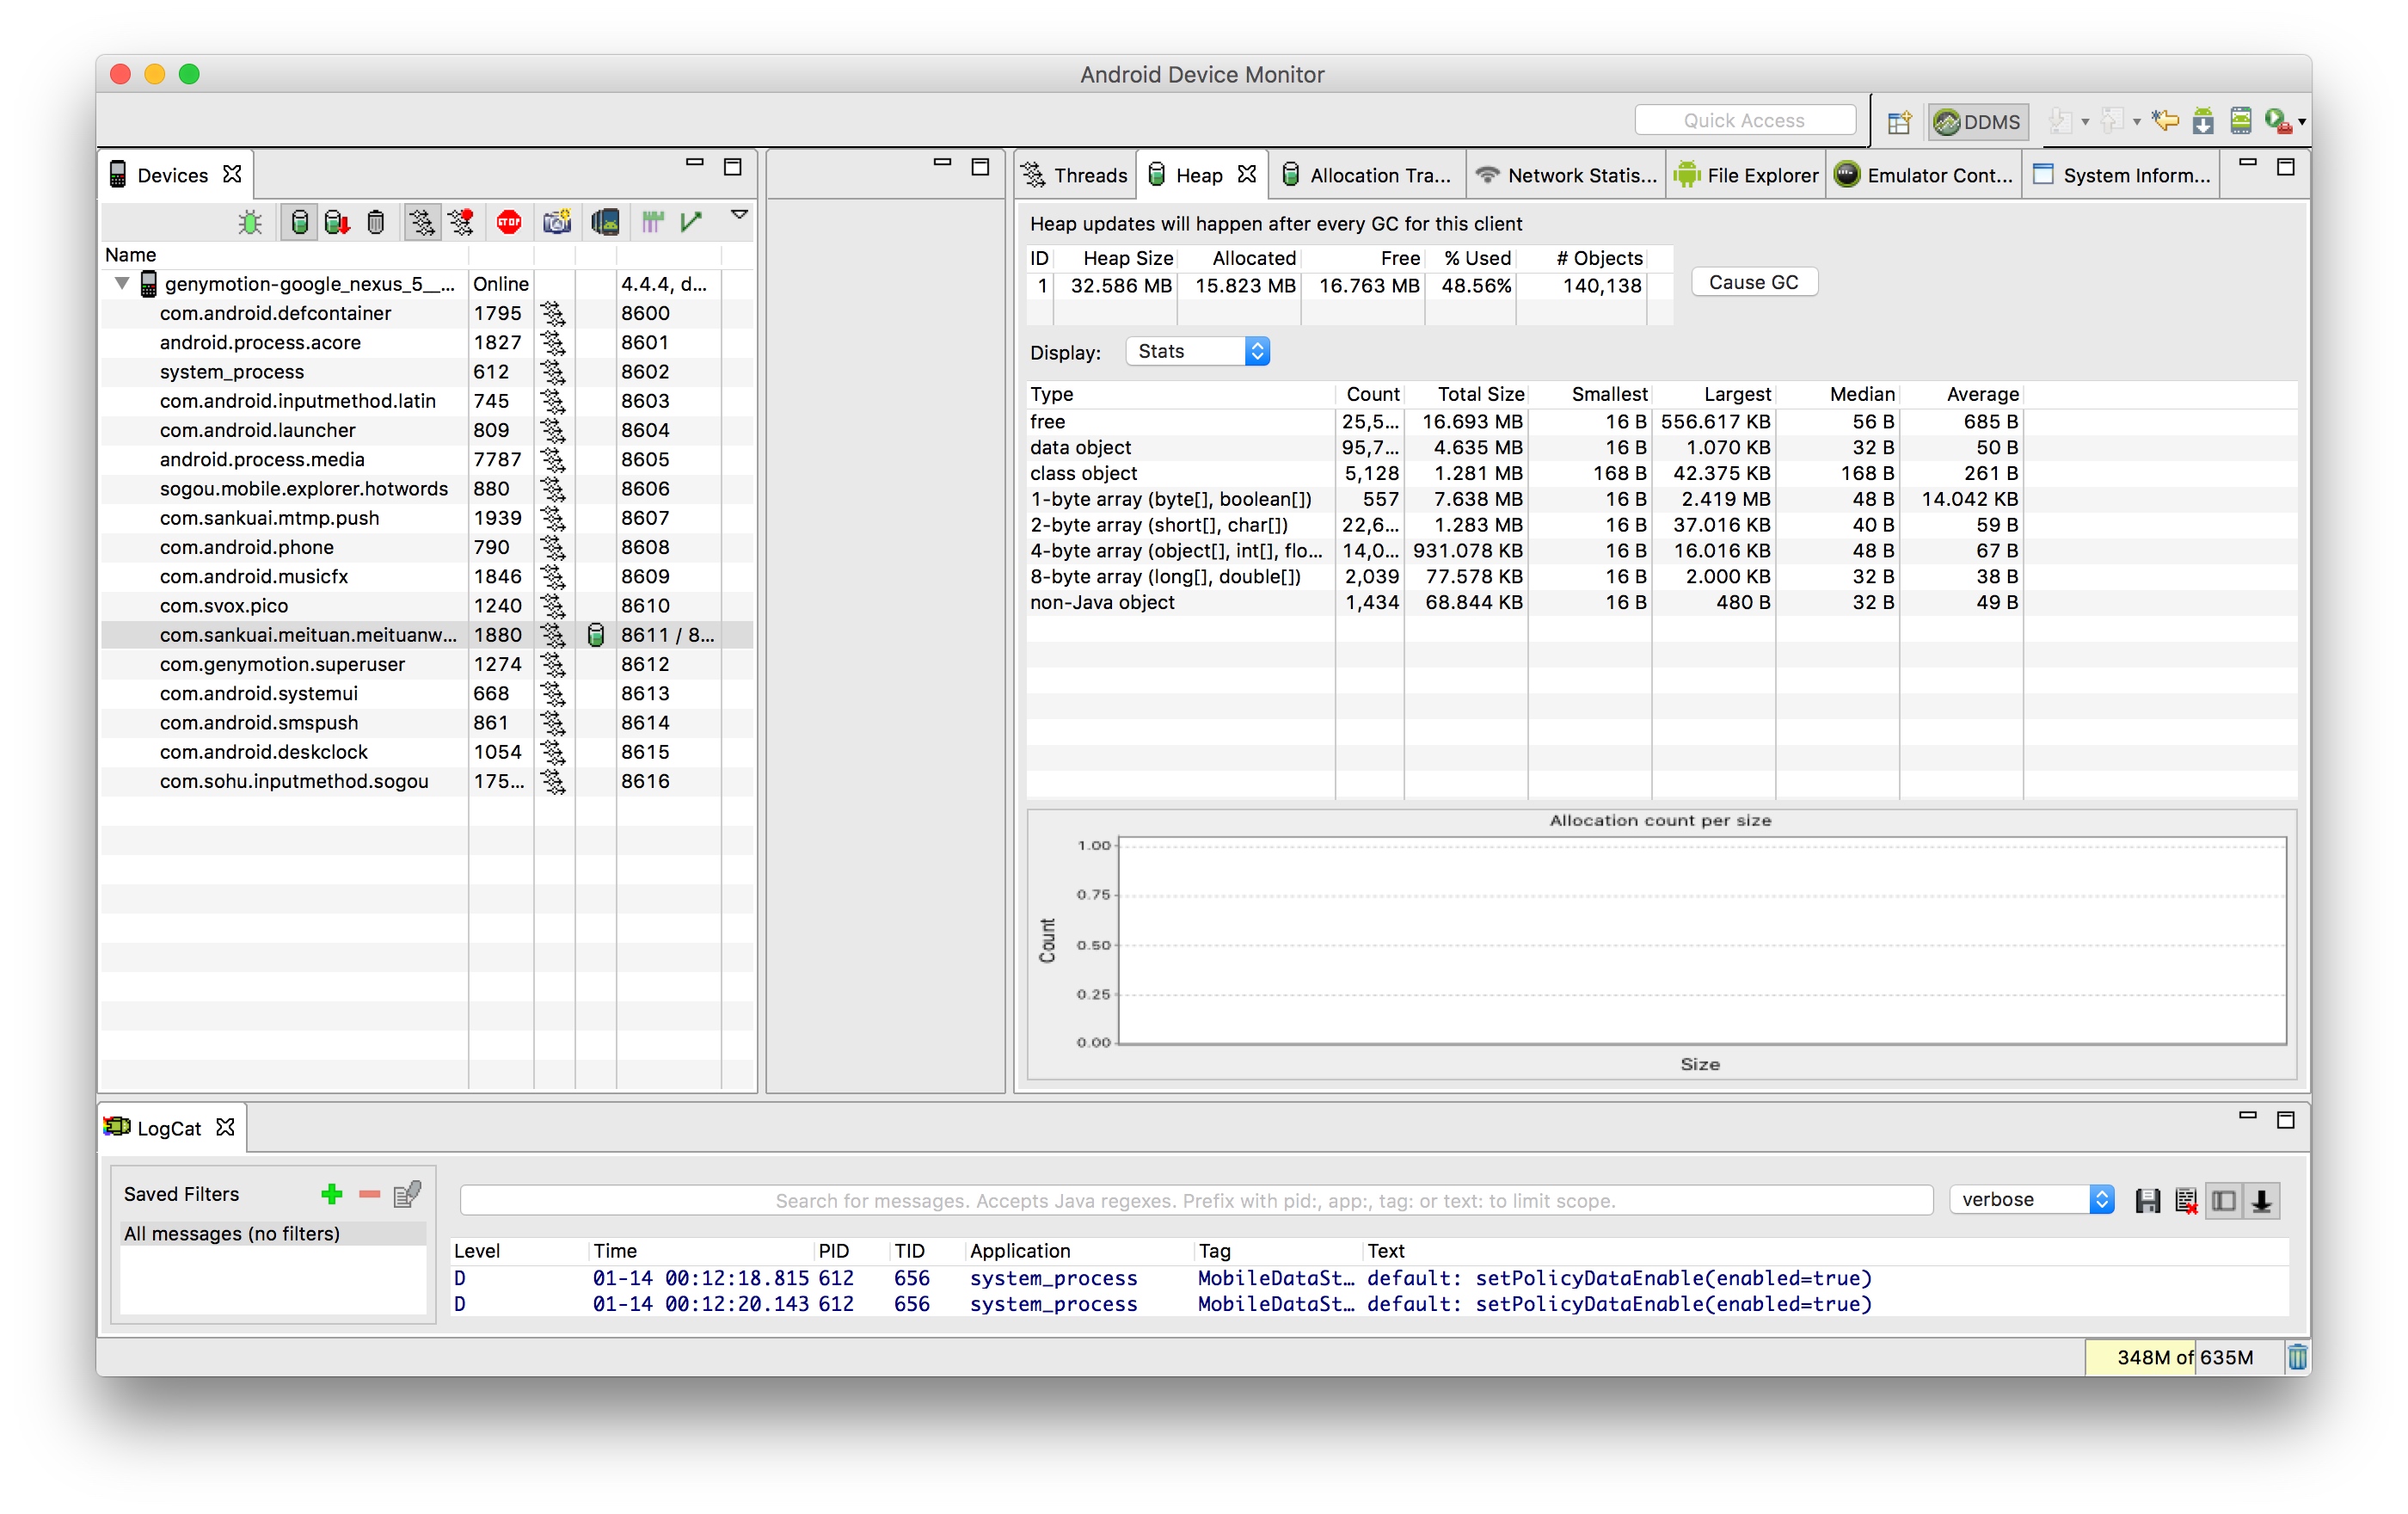 Android Device Monitor
Quick Access
DDMS
Devices
Name
genymotion-google_nexus_5__... Online 4.4.4, d...
com.android.defcontainer 1795 8600
android.process.acore 1827 8601
system_process 612 8602
com.android.inputmethod.latin 745 8603
com.android.launcher 809 8604
android.process.media 7787 8605
sogou.mobile.explorer.hotwords 880 8606
com.sankuai.mtmp.push 1939 8607
com.android.phone 790 8608
com.android.musicfx 1846 8609
com.svox.pico 1240 8610
com.sankuai.meituan.meituanw... 1880 8611 / 8...
com.genymotion.superuser 1274 8612
com.android.systemui 668 8613
com.android.smspush 861 8614
com.android.deskclock 1054 8615
com.sohu.inputmethod.sogou 175... 8616
Threads Heap Allocation Tra... Network Statis... File Explorer Emulator Cont... System Inform...
Heap updates will happen after every GC for this client
ID Heap Size Allocated Free % Used # Objects
1 32.586 MB 15.823 MB 16.763 MB 48.56% 140,138
Cause GC
Display: Stats
Type Count Total Size Smallest Largest Median Average
free 25,5... 16.693 MB 16 B 556.617 KB 56 B 685 B
data object 95,7... 4.635 MB 16 B 1.070 KB 32 B 50 B
class object 5,128 1.281 MB 168 B 42.375 KB 168 B 261 B
1-byte array (byte[], boolean[]) 557 7.638 MB 16 B 2.419 MB 48 B 14.042 KB
2-byte array (short[], char[]) 22,6... 1.283 MB 16 B 37.016 KB 40 B 59 B
4-byte array (object[], int[], flo... 14,0... 931.078 KB 16 B 16.016 KB 48 B 67 B
8-byte array (long[], double[]) 2,039 77.578 KB 16 B 2.000 KB 32 B 38 B
non-Java object 1,434 68.844 KB 16 B 480 B 32 B 49 B
Allocation count per size
1.00
0.75
0.50
0.25
0.00
Count
Size
LogCat
Saved Filters
All messages (no filters)
Search for messages. Accepts Java regexes. Prefix with pid:, app:, tag: or text: to limit scope.
verbose
Level Time PID TID Application Tag Text
D 01-14 00:12:18.815 612 656 system_process MobileDataSt... default: setPolicyDataEnable(enabled=true)
D 01-14 00:12:20.143 612 656 system_process MobileDataSt... default: setPolicyDataEnable(enabled=true)
348M of 635M